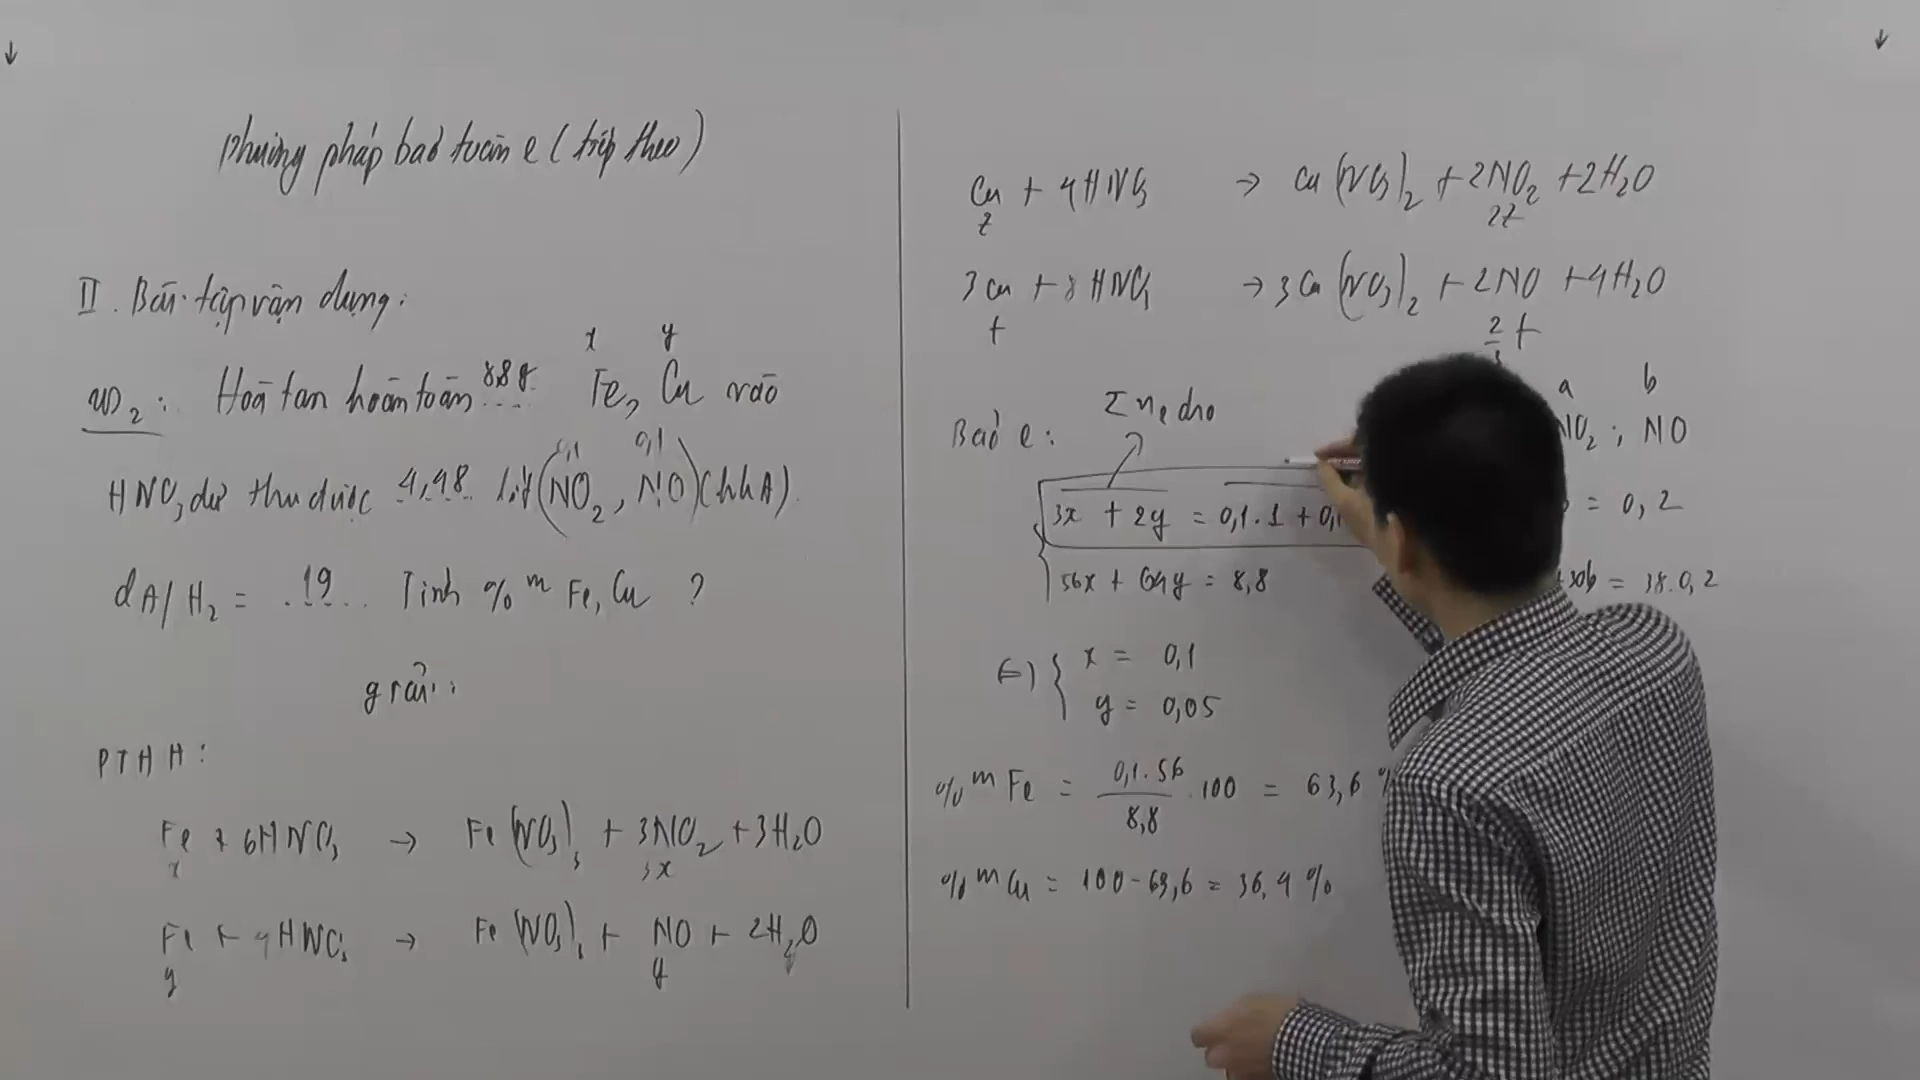 Phương pháp bảo toàn e (tiếp theo)
II. Bài tập vận dụng:
x y
VD2: Hoà tan hoàn toàn 8,8g Fe, Cu vào
0,1 0,1
HNO3 dư thu được 4,48 lít (NO2, NO) (hhA).
dA/H2 = 19 Tính % m Fe, Cu ?
giải:
PTHH:
Fe + 6HNO3 → Fe(NO3)3 + 3NO2 + 3H2O
x 3x
Fe + 4HNO3 → Fe(NO3)3 + NO + 2H2O
y y
Cu + 4HNO3 → Cu(NO3)2 + 2NO2 + 2H2O
z 2z
3Cu + 8HNO3 → 3Cu(NO3)2 + 2NO + 4H2O
t 2/3 t
a b
NO2 ; NO
Bảo e: Σne cho
3x + 2y = 0,1.1 + 0,
= 0,2
56x + 64y = 8,8
30b = 38.0,2
⇔ { x = 0,1
y = 0,05
% m Fe = 0,1.56 / 8,8 .100 = 63,6 %
% m Cu = 100 - 63,6 = 36,4 %